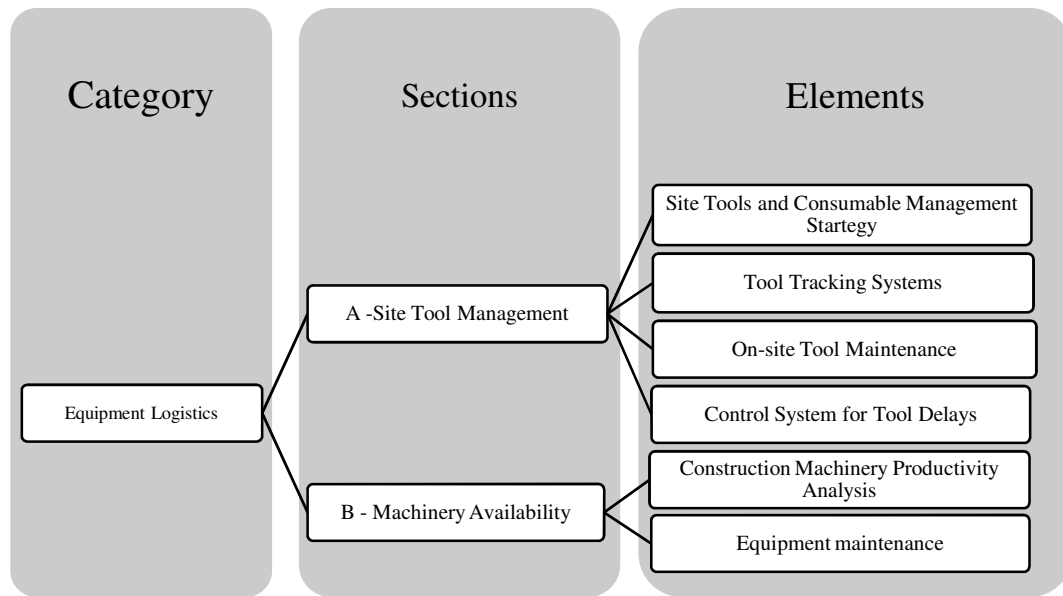 Category
Sections
Elements
Equipment Logistics
A -Site Tool Management
B - Machinery Availability
Site Tools and Consumable Management
Startegy
Tool Tracking Systems
On-site Tool Maintenance
Control System for Tool Delays
Construction Machinery Productivity
Analysis
Equipment maintenance